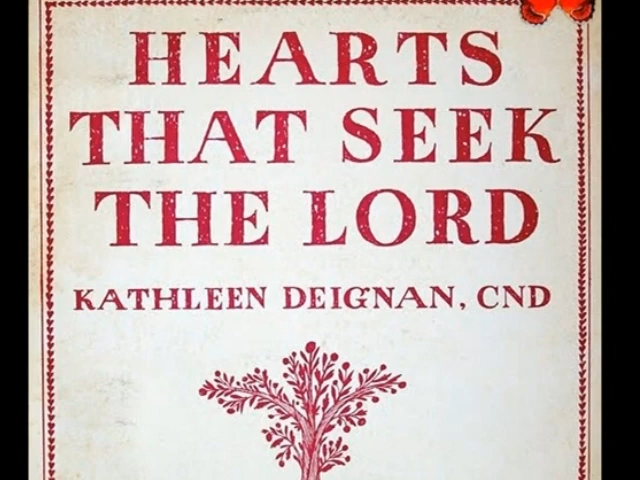 HEARTS
THAT SEEK
THE LORD
KATHLEEN DEIGNAN, CND